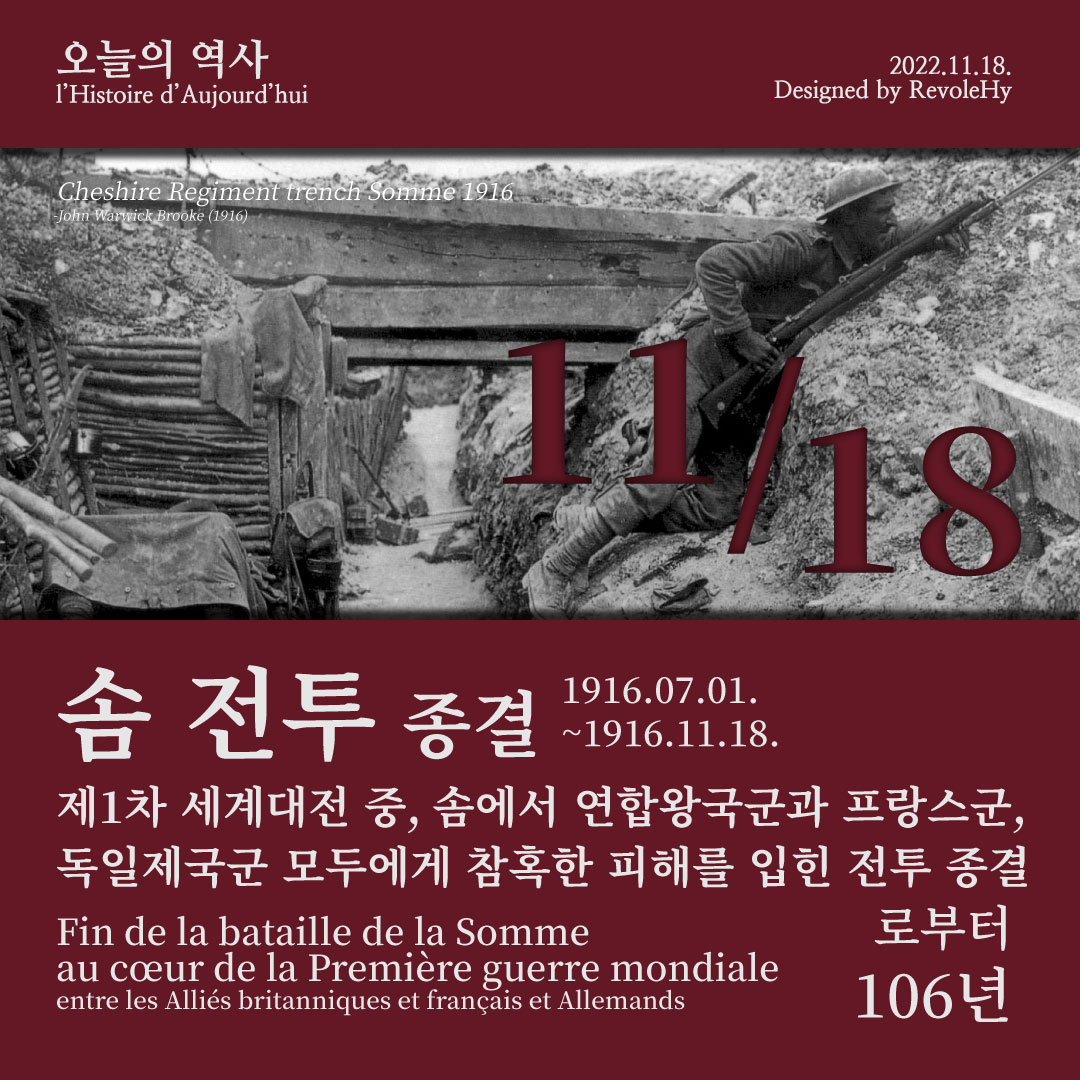 오늘의 역사
l'Histoire d'Aujourd'hui
2022.11.18.
Designed by RevoleHy
Cheshire Regiment trench Somme 1916
-John Warwick Brooke (1916)
11/18
솜 전투 종결
1916.07.01.
~1916.11.18.
제1차 세계대전 중, 솜에서 연합왕국군과 프랑스군,
독일제국군 모두에게 참혹한 피해를 입힌 전투 종결
로부터
106년
Fin de la bataille de la Somme
au cœur de la Première guerre mondiale
entre les Alliés britanniques et français et Allemands